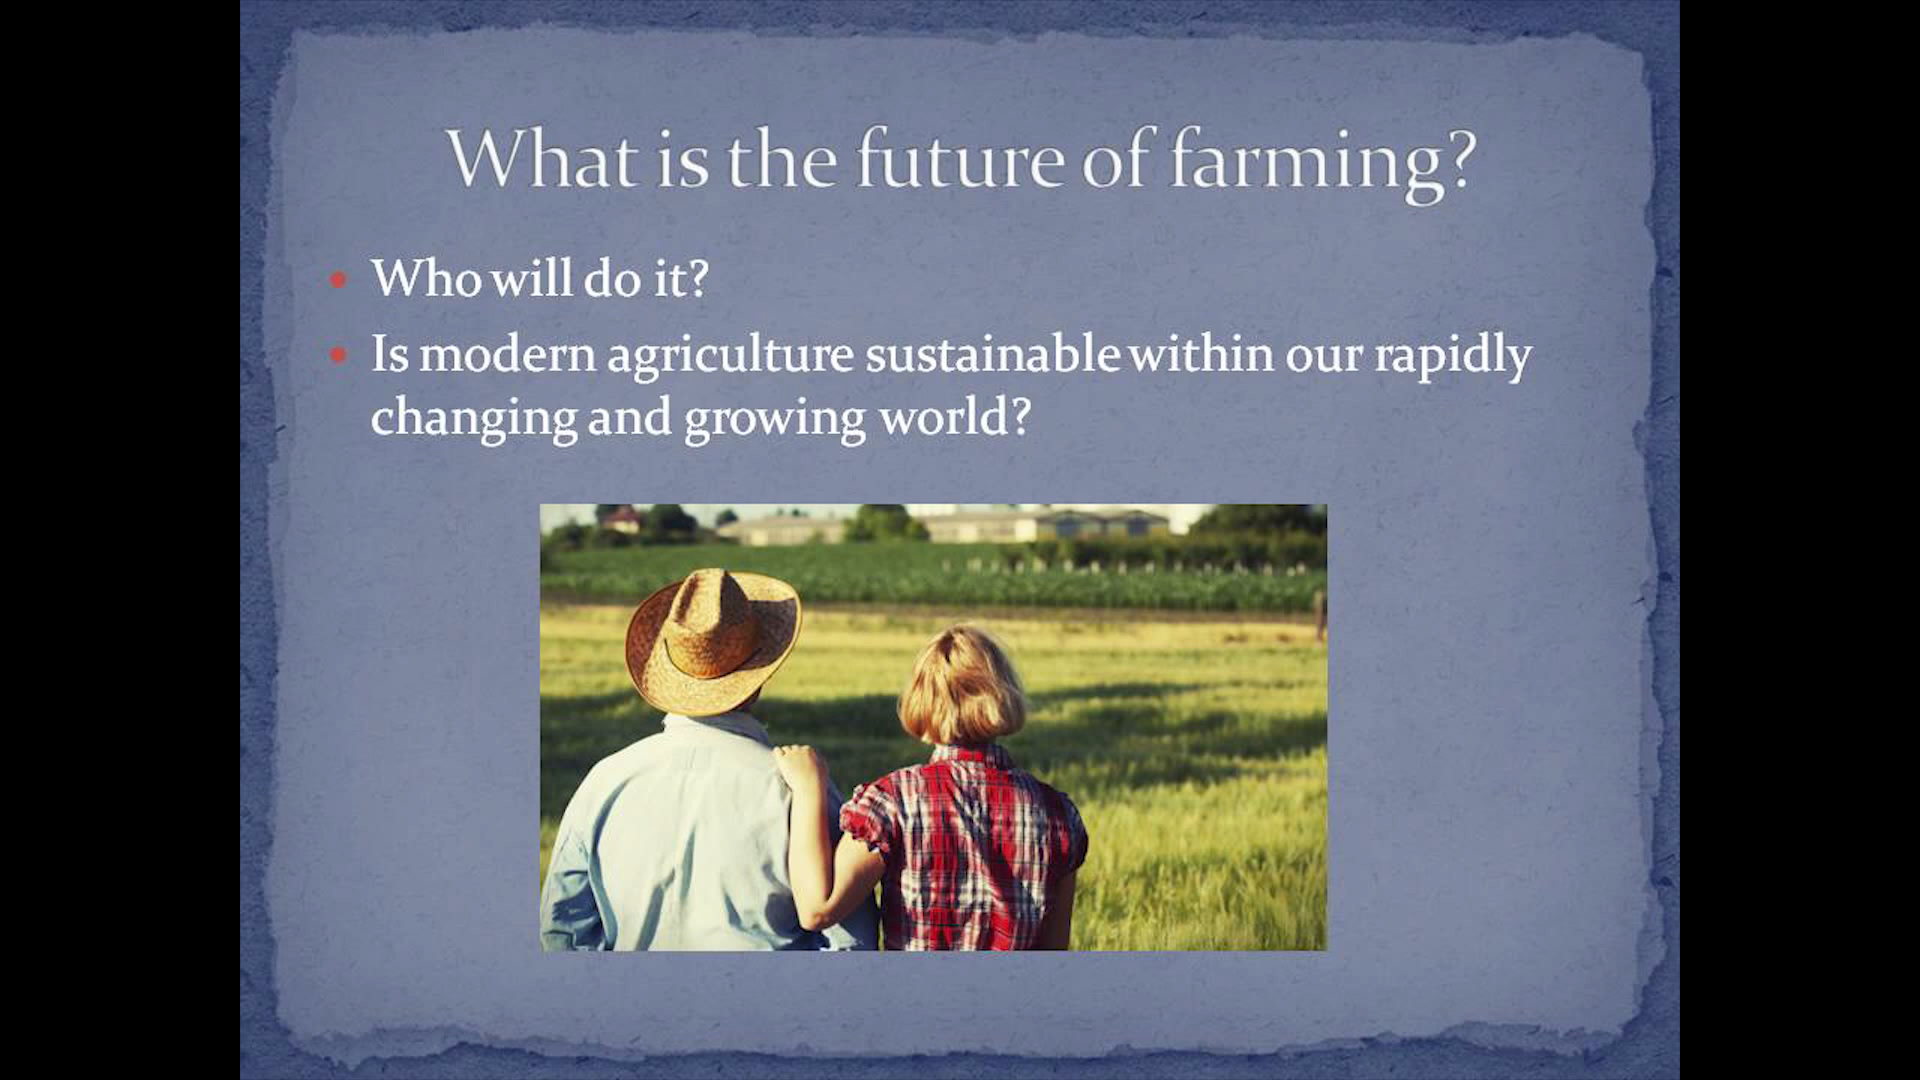 What is the future of farming?
• Who will do it?
• Is modern agriculture sustainable within our rapidly
changing and growing world?